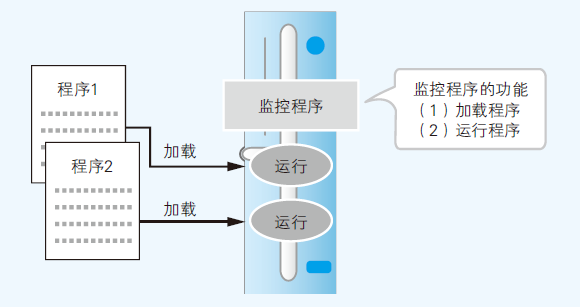 程序1
程序2
加载
加载
监控程序
运行
运行
监控程序的功能
（1）加载程序
（2）运行程序